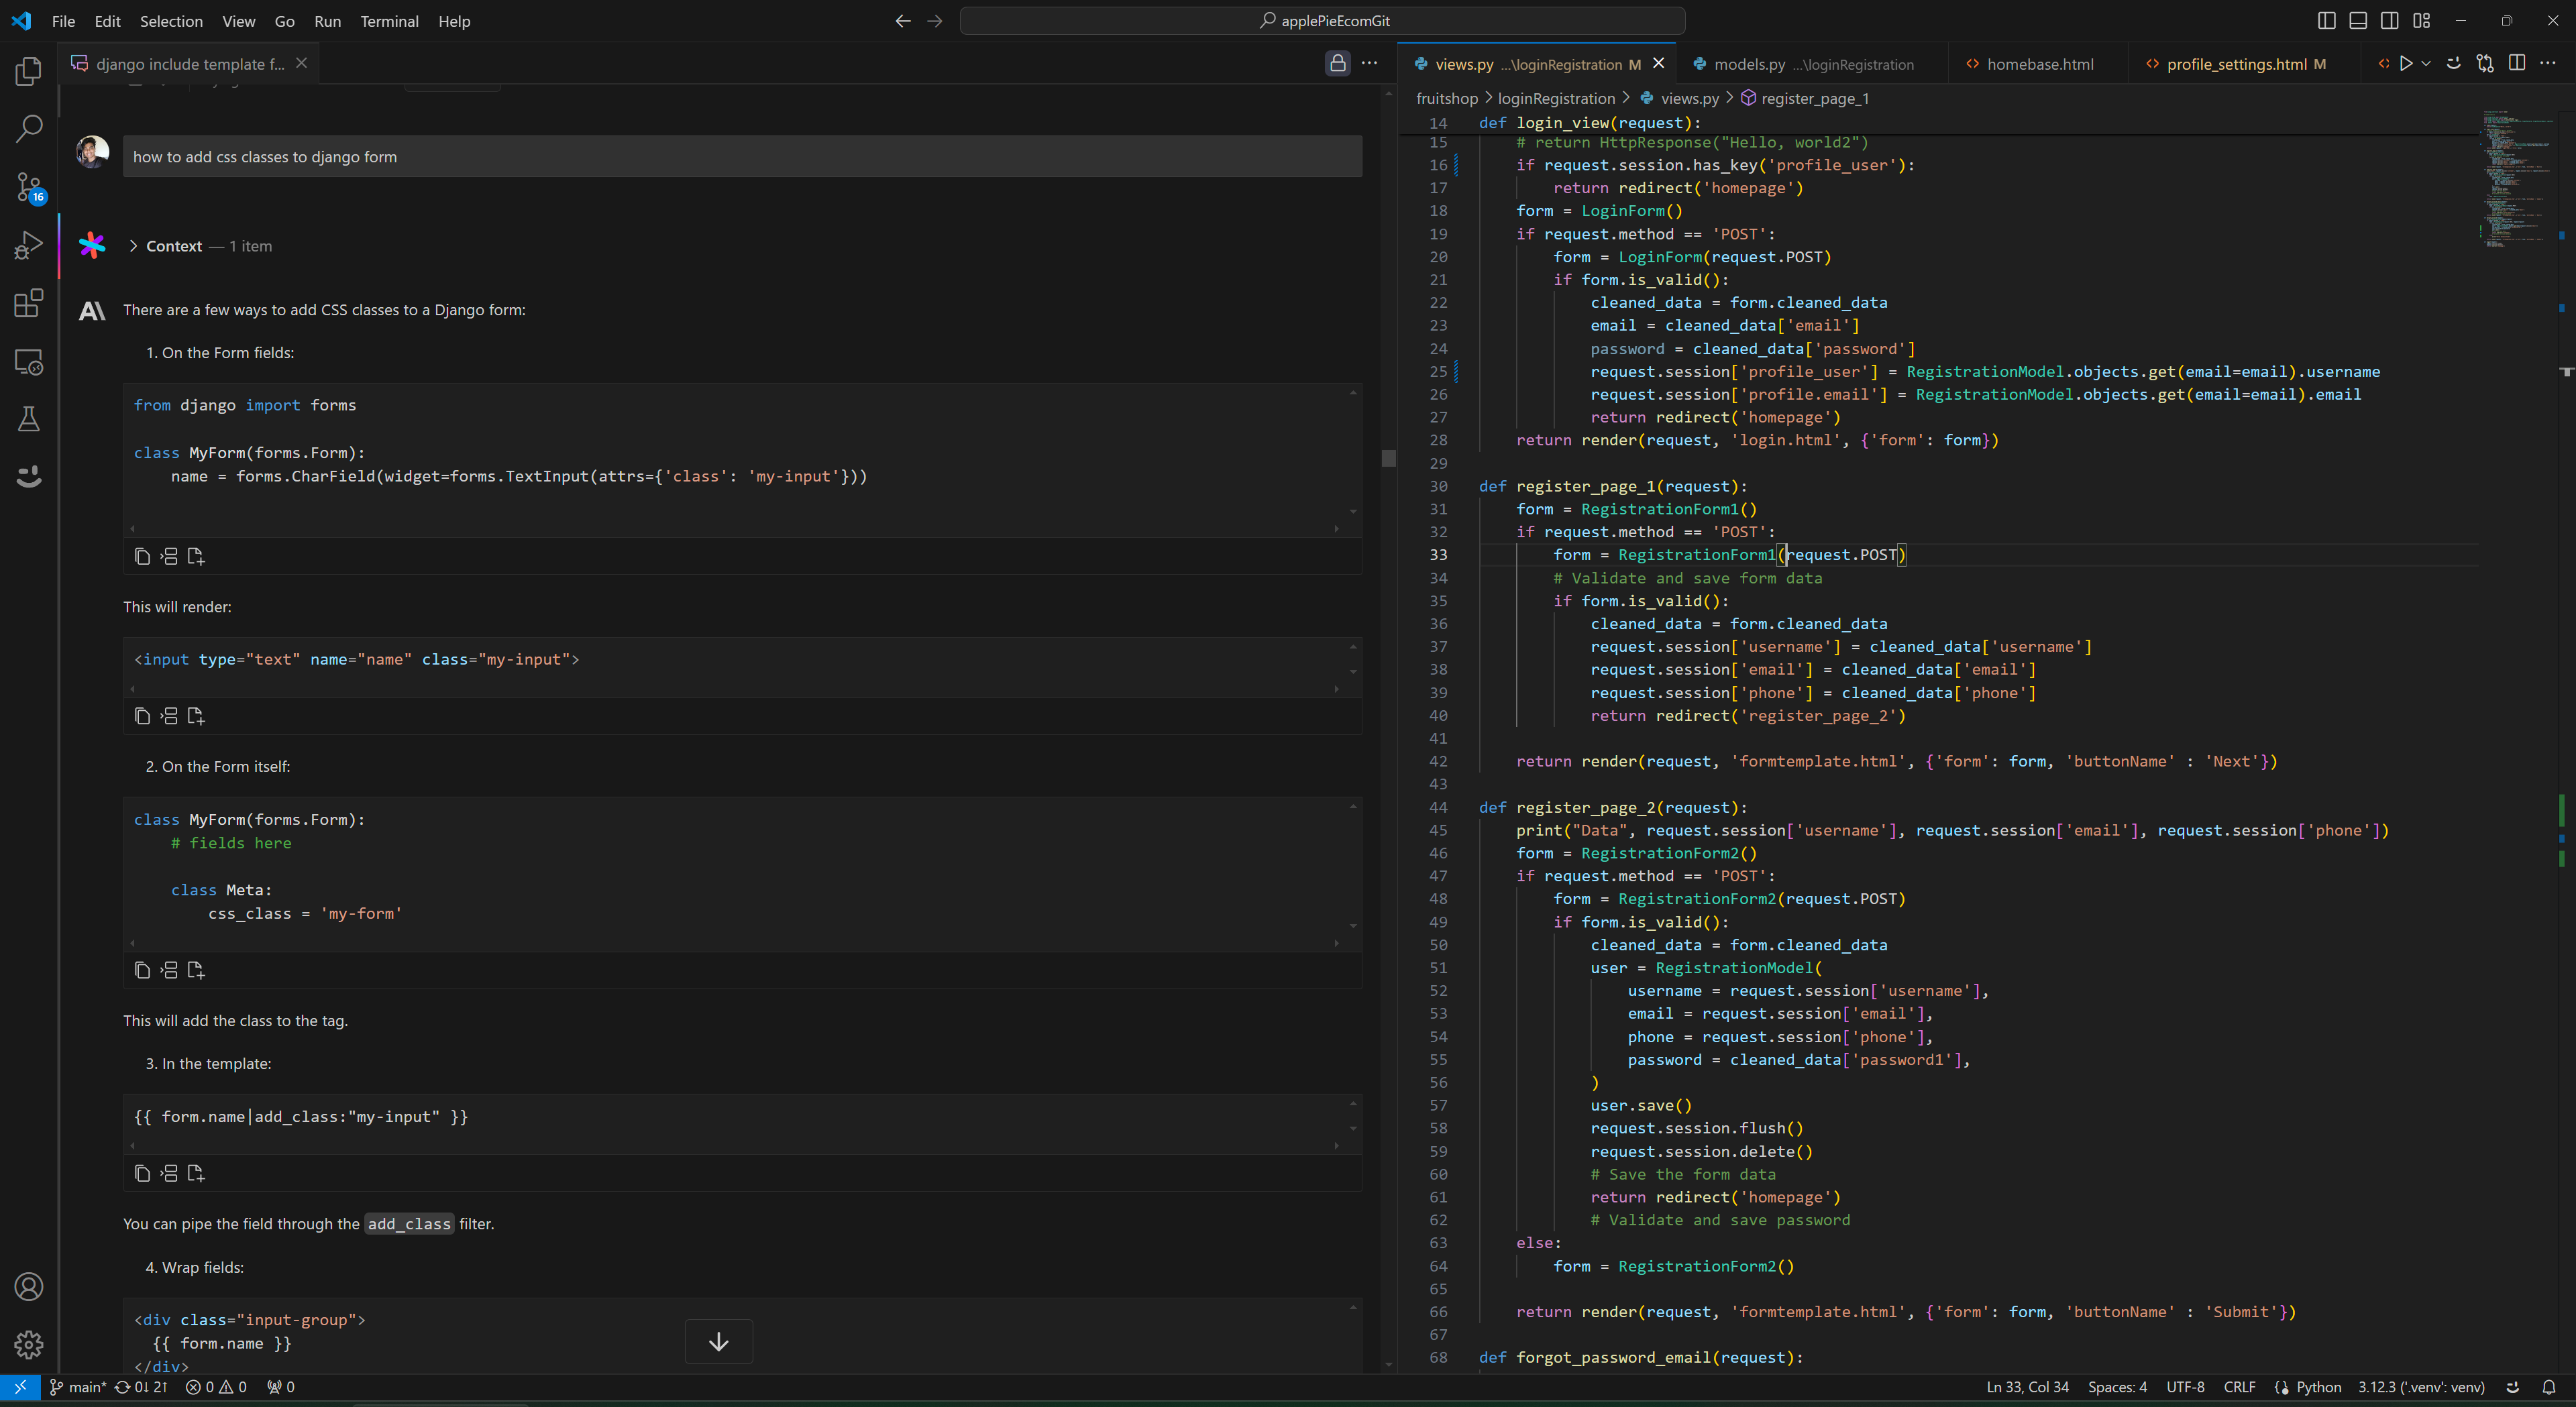 File Edit Selection View Go Run Terminal Help
applePieEcomGit
django include template f...
how to add css classes to django form
16
Context — 1 item
There are a few ways to add CSS classes to a Django form:
1. On the Form fields:
from django import forms
class MyForm(forms.Form):
name = forms.CharField(widget=forms.TextInput(attrs={'class': 'my-input'}))
This will render:
<input type="text" name="name" class="my-input">
2. On the Form itself:
class MyForm(forms.Form):
# fields here
class Meta:
css_class = 'my-form'
This will add the class to the tag.
3. In the template:
{{ form.name|add_class:"my-input" }}
You can pipe the field through the add_class filter.
4. Wrap fields:
<div class="input-group">
{{ form.name }}
</div>
views.py ...\loginRegistration M
models.py ...\loginRegistration
homebase.html
profile_settings.html M
fruitshop > loginRegistration > views.py > register_page_1
14 def login_view(request):
15 # return HttpResponse("Hello, world2")
16 if request.session.has_key('profile_user'):
17 return redirect('homepage')
18 form = LoginForm()
19 if request.method == 'POST':
20 form = LoginForm(request.POST)
21 if form.is_valid():
22 cleaned_data = form.cleaned_data
23 email = cleaned_data['email']
24 password = cleaned_data['password']
25 request.session['profile_user'] = RegistrationModel.objects.get(email=email).username
26 request.session['profile.email'] = RegistrationModel.objects.get(email=email).email
27 return redirect('homepage')
28 return render(request, 'login.html', {'form': form})
29
30 def register_page_1(request):
31 form = RegistrationForm1()
32 if request.method == 'POST':
33 form = RegistrationForm1(request.POST)
34 # Validate and save form data
35 if form.is_valid():
36 cleaned_data = form.cleaned_data
37 request.session['username'] = cleaned_data['username']
38 request.session['email'] = cleaned_data['email']
39 request.session['phone'] = cleaned_data['phone']
40 return redirect('register_page_2')
41
42 return render(request, 'formtemplate.html', {'form': form, 'buttonName' : 'Next'})
43
44 def register_page_2(request):
45 print("Data", request.session['username'], request.session['email'], request.session['phone'])
46 form = RegistrationForm2()
47 if request.method == 'POST':
48 form = RegistrationForm2(request.POST)
49 if form.is_valid():
50 cleaned_data = form.cleaned_data
51 user = RegistrationModel(
52 username = request.session['username'],
53 email = request.session['email'],
54 phone = request.session['phone'],
55 password = cleaned_data['password1'],
56 )
57 user.save()
58 request.session.flush()
59 request.session.delete()
60 # Save the form data
61 return redirect('homepage')
62 # Validate and save password
63 else:
64 form = RegistrationForm2()
65
66 return render(request, 'formtemplate.html', {'form': form, 'buttonName' : 'Submit'})
67
68 def forgot_password_email(request):
main* 0↓ 2↑ 0 0 0
Ln 33, Col 34 Spaces: 4 UTF-8 CRLF Python 3.12.3 ('.venv': venv)